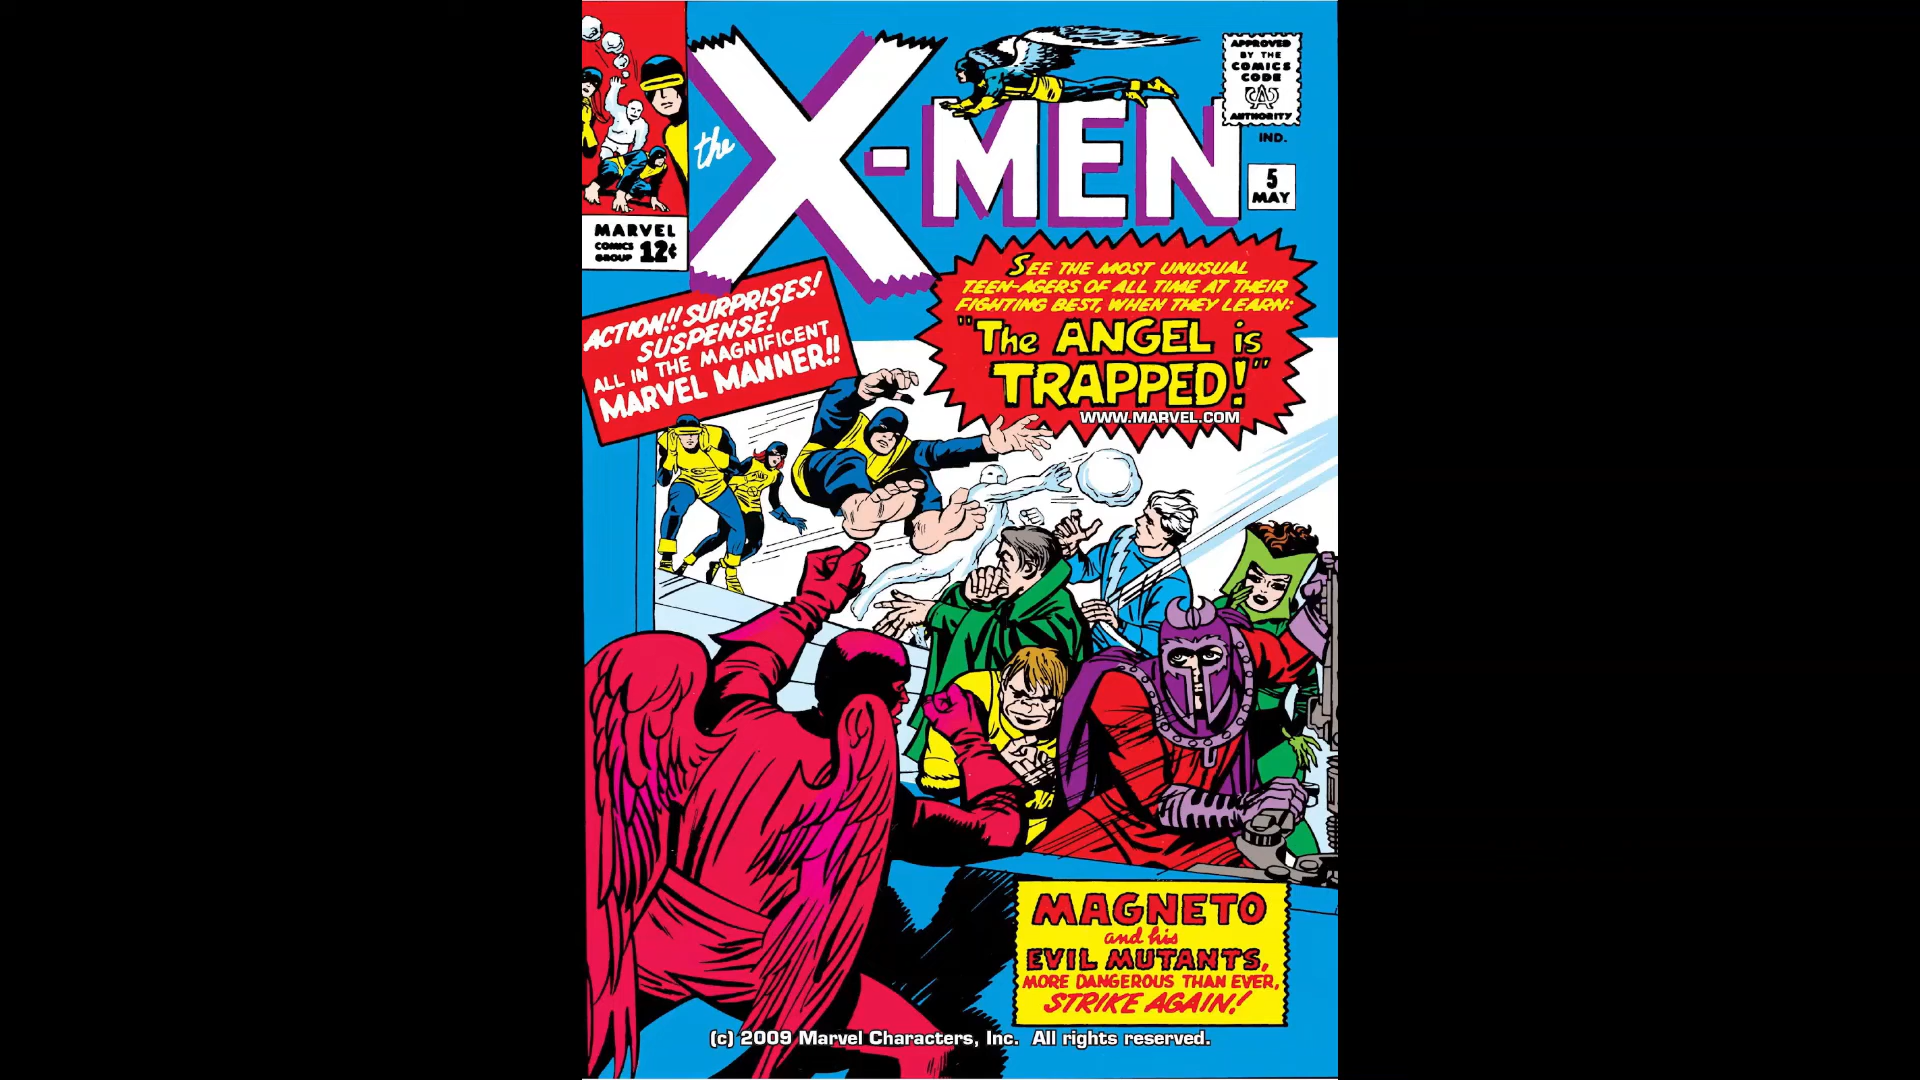 the
X-MEN
APPROVED
BY THE
COMICS
CODE
CA
AUTHORITY
IND.
5
MAY
MARVEL
COMICS
GROUP
12¢
ACTION!! SURPRISES!
SUSPENSE!
ALL IN THE MAGNIFICENT
MARVEL MANNER!!
SEE THE MOST UNUSUAL
TEEN-AGERS OF ALL TIME AT THEIR
FIGHTING BEST, WHEN THEY LEARN:
"The ANGEL is
TRAPPED!"
WWW.MARVEL.COM
MAGNETO
and his
EVIL MUTANTS,
MORE DANGEROUS THAN EVER,
STRIKE AGAIN!
(c) 2009 Marvel Characters, Inc. All rights reserved.